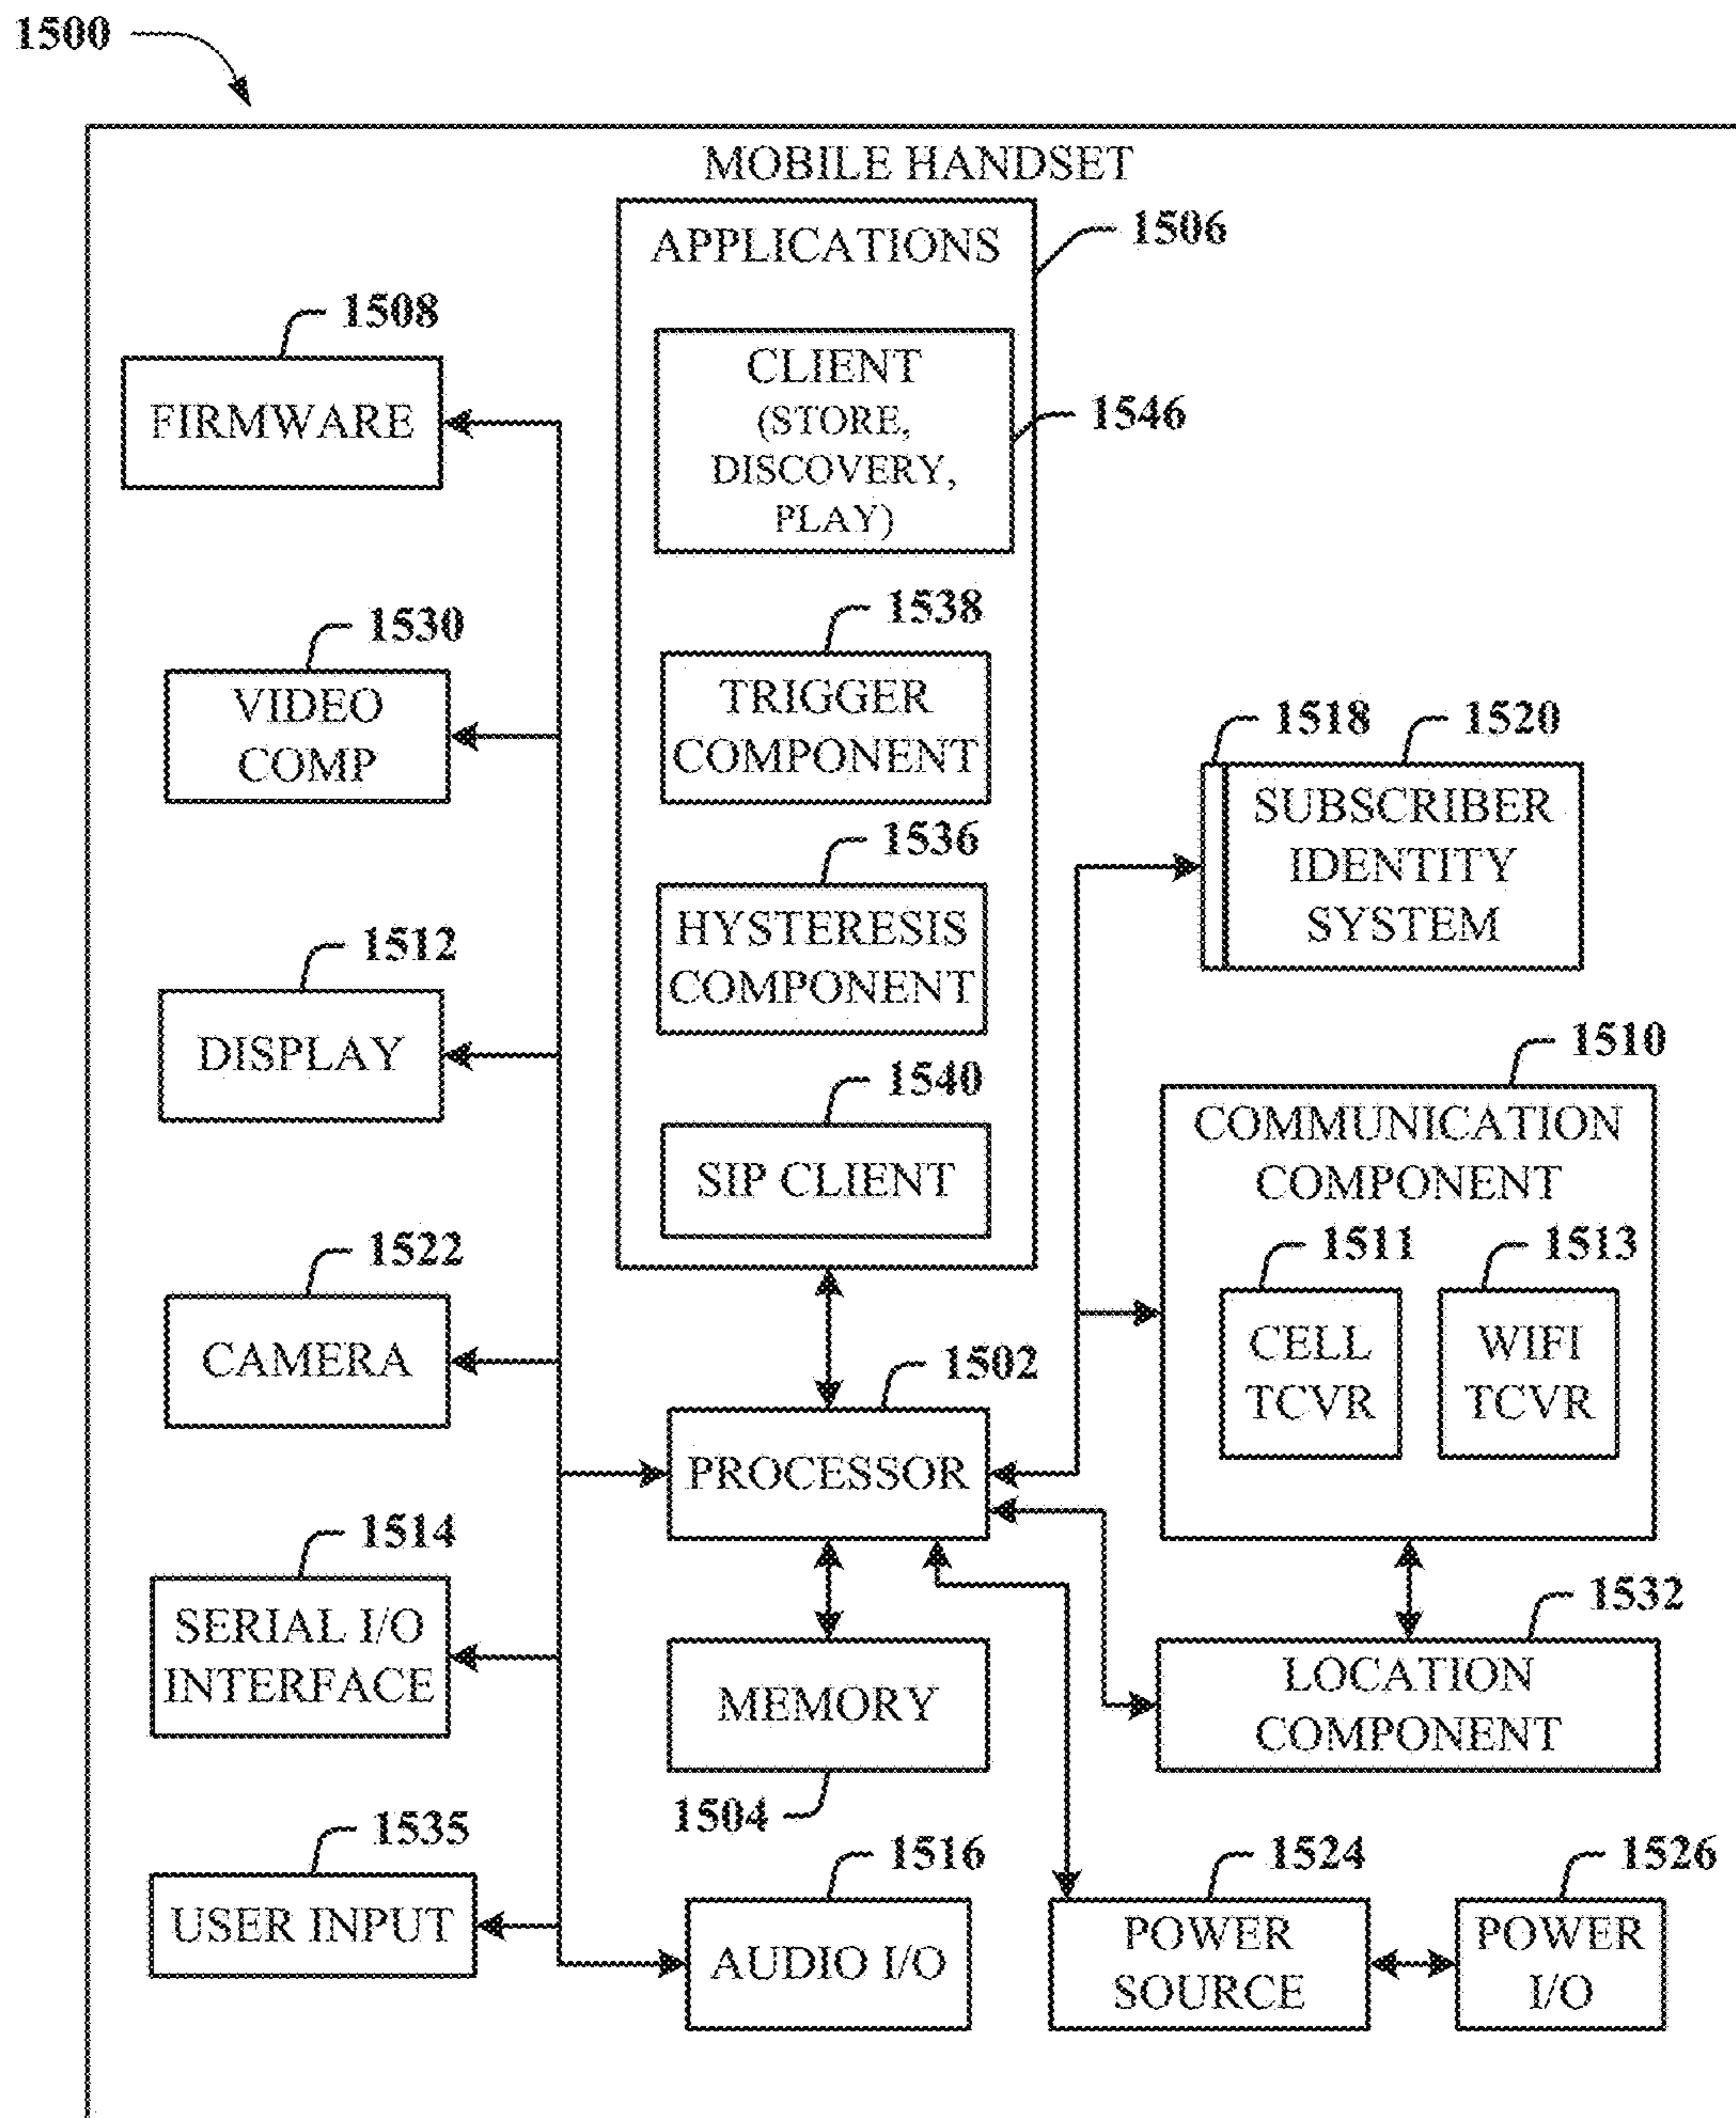 1500
MOBILE HANDSET
APPLICATIONS
1506
CLIENT
(STORE,
DISCOVERY,
PLAY)
1546
1538
TRIGGER
COMPONENT
1536
HYSTERESIS
COMPONENT
1540
SIP CLIENT
1508
FIRMWARE
1530
VIDEO
COMP
1512
DISPLAY
1522
CAMERA
1514
SERIAL I/O
INTERFACE
1535
USER INPUT
1502
PROCESSOR
MEMORY
1504
1516
AUDIO I/O
1518
1520
SUBSCRIBER
IDENTITY
SYSTEM
1510
COMMUNICATION
COMPONENT
1511
CELL
TCVR
1513
WIFI
TCVR
1532
LOCATION
COMPONENT
1524
POWER
SOURCE
1526
POWER
I/O